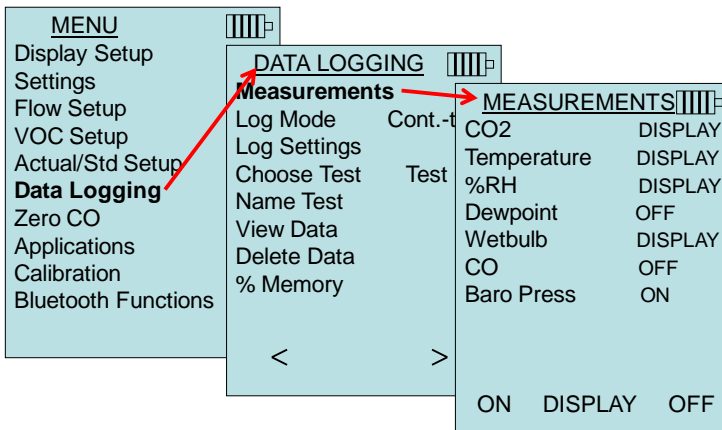 MENU
Display Setup
Settings
Flow Setup
VOC Setup
Actual/Std Setup
Data Logging
Zero CO
Applications
Calibration
Bluetooth Functions
DATA LOGGING
Measurements
Log Mode Cont.-t
Log Settings
Choose Test Test
Name Test
View Data
Delete Data
% Memory
< >
MEASUREMENTS
CO2 DISPLAY
Temperature DISPLAY
%RH DISPLAY
Dewpoint OFF
Wetbulb DISPLAY
CO OFF
Baro Press ON
ON DISPLAY OFF